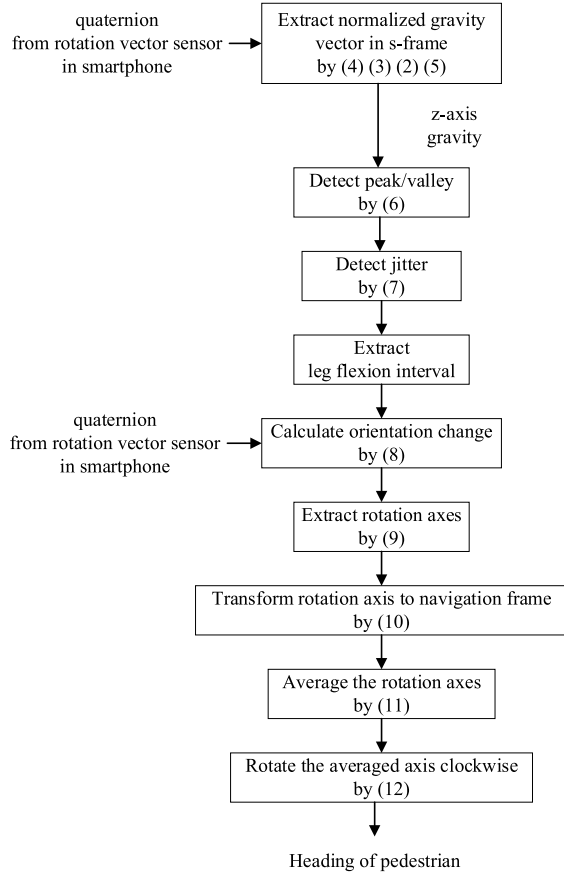 quaternion
from rotation vector sensor
in smartphone
Extract normalized gravity
vector in s-frame
by (4) (3) (2) (5)
z-axis
gravity
Detect peak/valley
by (6)
Detect jitter
by (7)
Extract
leg flexion interval
quaternion
from rotation vector sensor
in smartphone
Calculate orientation change
by (8)
Extract rotation axes
by (9)
Transform rotation axis to navigation frame
by (10)
Average the rotation axes
by (11)
Rotate the averaged axis clockwise
by (12)
Heading of pedestrian